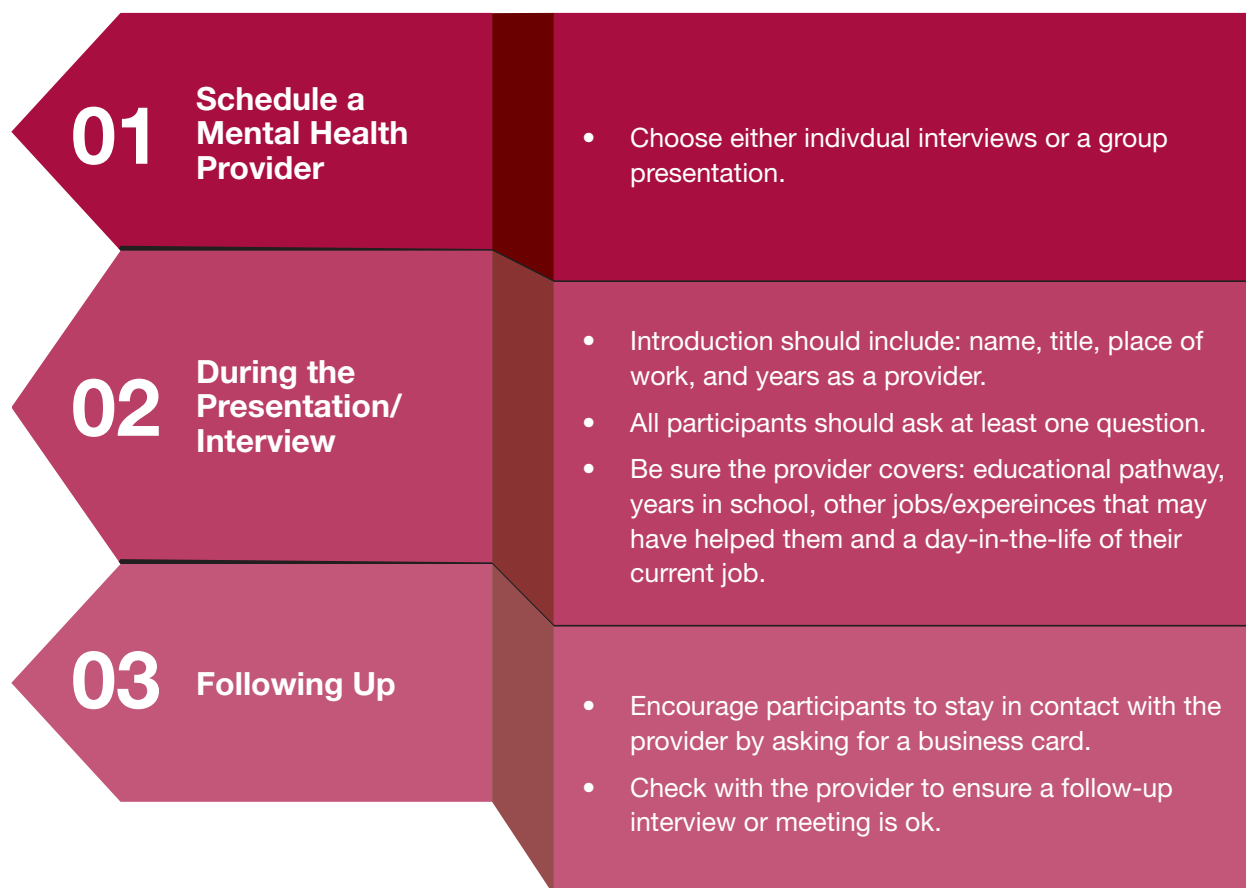 01
Schedule a
Mental Health
Provider
• Choose either indivdual interviews or a group
presentation.
02
During the
Presentation/
Interview
• Introduction should include: name, title, place of
work, and years as a provider.
• All participants should ask at least one question.
• Be sure the provider covers: educational pathway,
years in school, other jobs/expereinces that may
have helped them and a day-in-the-life of their
current job.
03
Following Up
• Encourage participants to stay in contact with the
provider by asking for a business card.
• Check with the provider to ensure a follow-up
interview or meeting is ok.